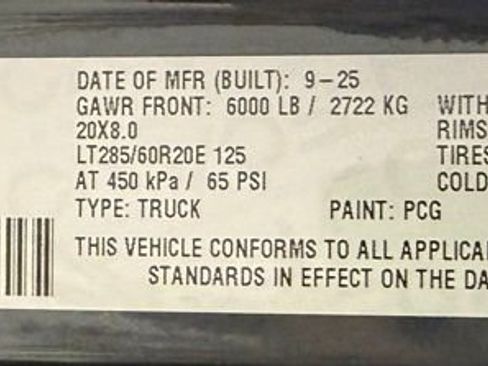 DATE OF MFR (BUILT): 9-25
GAWR FRONT: 6000 LB / 2722 KG WITH
20X8.0 RIMS
LT285/60R20E 125 TIRES
AT 450 kPa / 65 PSI COLD
TYPE: TRUCK PAINT: PCG
THIS VEHICLE CONFORMS TO ALL APPLICA
STANDARDS IN EFFECT ON THE DA